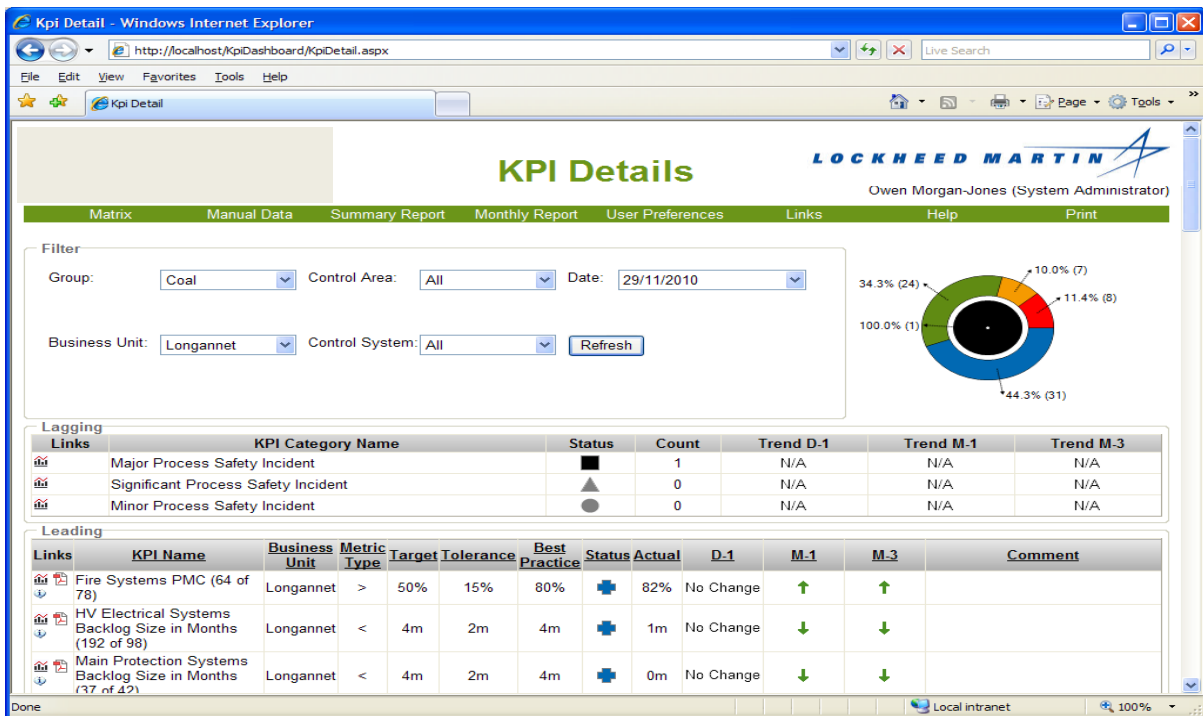 Kpi Detail - Windows Internet Explorer
http://localhost/KpiDashboard/KpiDetail.aspx
Live Search
File Edit View Favorites Tools Help
Kpi Detail
Page Tools
KPI Details
LOCKHEED MARTIN
Owen Morgan-Jones (System Administrator)
Matrix Manual Data Summary Report Monthly Report User Preferences Links Help Print
Filter
Group: Coal Control Area: All Date: 29/11/2010
Business Unit: Longannet Control System: All Refresh
10.0% (7)
34.3% (24)
11.4% (8)
100.0% (1)
44.3% (31)
Lagging
Links KPI Category Name Status Count Trend D-1 Trend M-1 Trend M-3
Major Process Safety Incident 1 N/A N/A N/A
Significant Process Safety Incident 0 N/A N/A N/A
Minor Process Safety Incident 0 N/A N/A N/A
Leading
Links KPI Name Business Unit Metric Type Target Tolerance Best Practice Status Actual D-1 M-1 M-3 Comment
Fire Systems PMC (64 of
78) Longannet > 50% 15% 80% 82% No Change
HV Electrical Systems
Backlog Size in Months Longannet < 4m 2m 4m 1m No Change
(192 of 98)
Main Protection Systems
Backlog Size in Months Longannet < 4m 2m 4m 0m No Change
(37 of 42)
Done Local intranet 100%